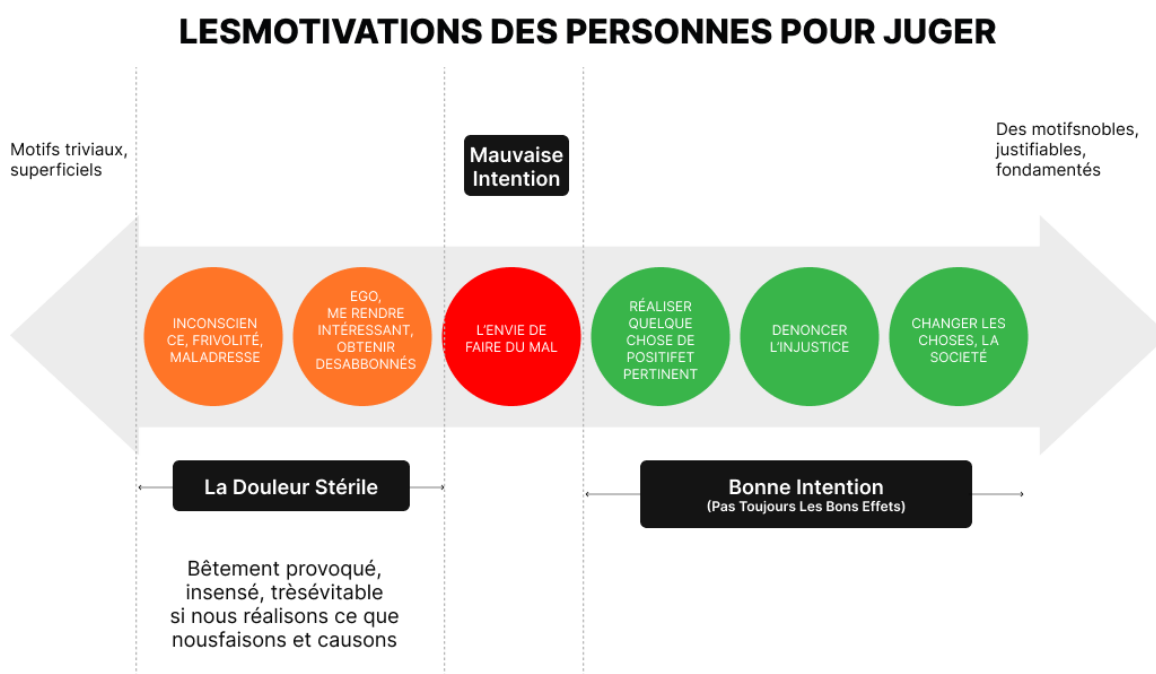 LESMOTIVATIONS DES PERSONNES POUR JUGER
Motifs triviaux,
superficiels
Mauvaise
Intention
Des motifsnobles,
justifiables,
fondamentés
INCONSCIEN
CE, FRIVOLITÉ,
MALADRESSE
EGO,
ME RENDRE
INTÉRESSANT,
OBTENIR
DESABBONNÉS
L'ENVIE DE
FAIRE DU MAL
RÉALISER
QUELQUE
CHOSE DE
POSITIFET
PERTINENT
DENONCER
L'INJUSTICE
CHANGER LES
CHOSES, LA
SOCIETÉ
La Douleur Stérile
Bonne Intention
(Pas Toujours Les Bons Effets)
Bêtement provoqué,
insensé, trèsévitable
si nous réalisons ce que
nousfaisons et causons